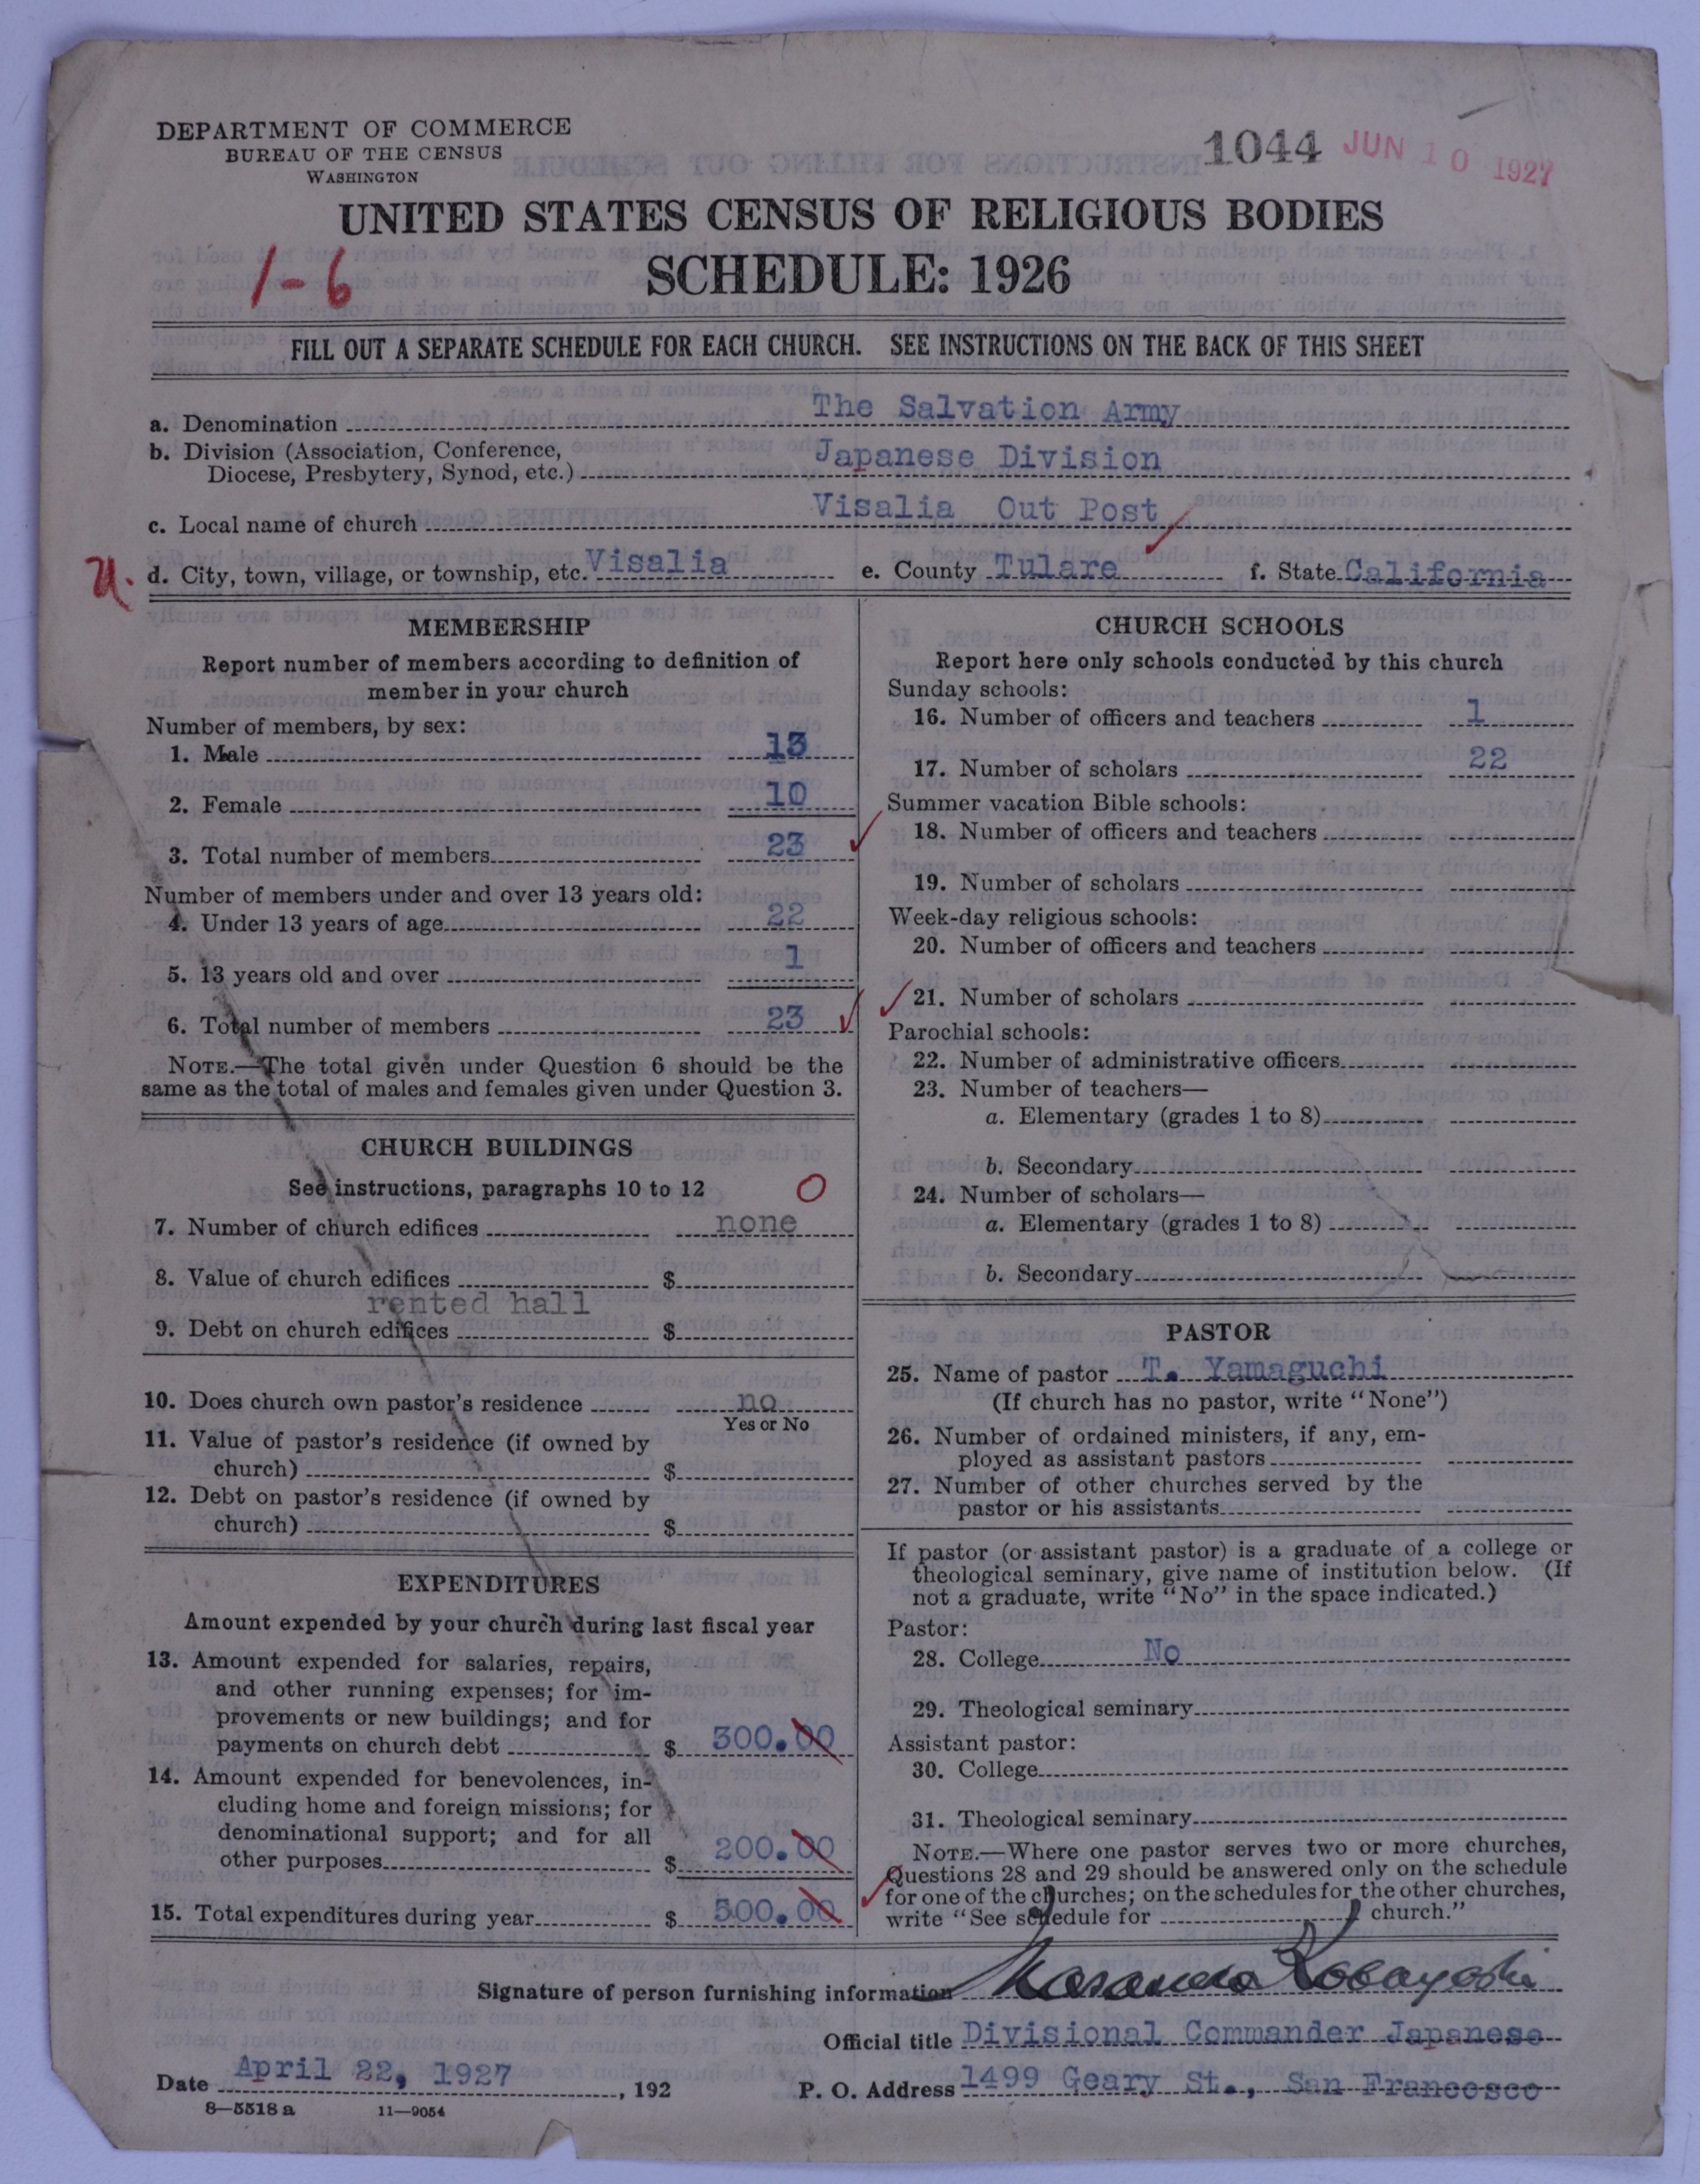 DEPARTMENT OF COMMERCE
BUREAU OF THE CENSUS
WASHINGTON
1044 JUN 10 1927
UNITED STATES CENSUS OF RELIGIOUS BODIES
1-6
SCHEDULE: 1926
FILL OUT A SEPARATE SCHEDULE FOR EACH CHURCH. SEE INSTRUCTIONS ON THE BACK OF THIS SHEET
a. Denomination The Salvation Army
b. Division (Association, Conference,
Diocese, Presbytery, Synod, etc.) Japanese Division
c. Local name of church Visalia Out Post
d. City, town, village, or township, etc. Visalia e. County Tulare f. State California
MEMBERSHIP
Report number of members according to definition of
member in your church
Number of members, by sex:
1. Male 13
2. Female 10
3. Total number of members 23
Number of members under and over 13 years old:
4. Under 13 years of age 22
5. 13 years old and over 1
6. Total number of members 23
NOTE.—The total given under Question 6 should be the
same as the total of males and females given under Question 3.
CHURCH BUILDINGS
See instructions, paragraphs 10 to 12 0
7. Number of church edifices none
8. Value of church edifices $
rented hall
9. Debt on church edifices $
10. Does church own pastor's residence no
Yes or No
11. Value of pastor's residence (if owned by
church) $
12. Debt on pastor's residence (if owned by
church) $
EXPENDITURES
Amount expended by your church during last fiscal year
13. Amount expended for salaries, repairs,
and other running expenses; for im-
provements or new buildings; and for
payments on church debt $ 300.00
14. Amount expended for benevolences, in-
cluding home and foreign missions; for
denominational support; and for all
other purposes $ 200.00
15. Total expenditures during year $ 500.00
CHURCH SCHOOLS
Report here only schools conducted by this church
Sunday schools:
16. Number of officers and teachers 1
17. Number of scholars 22
Summer vacation Bible schools:
18. Number of officers and teachers
19. Number of scholars
Week-day religious schools:
20. Number of officers and teachers
21. Number of scholars
Parochial schools:
22. Number of administrative officers
23. Number of teachers—
a. Elementary (grades 1 to 8)
b. Secondary
24. Number of scholars—
a. Elementary (grades 1 to 8)
b. Secondary
PASTOR
25. Name of pastor T. Yamaguchi
(If church has no pastor, write "None")
26. Number of ordained ministers, if any, em-
ployed as assistant pastors
27. Number of other churches served by the
pastor or his assistants
If pastor (or assistant pastor) is a graduate of a college or
theological seminary, give name of institution below. (If
not a graduate, write "No" in the space indicated.)
Pastor:
28. College No
29. Theological seminary
Assistant pastor:
30. College
31. Theological seminary
NOTE.—Where one pastor serves two or more churches,
Questions 28 and 29 should be answered only on the schedule
for one of the churches; on the schedules for the other churches,
write "See schedule for church."
Signature of person furnishing information Kobayashi
Official title Divisional Commander Japanese
Date April 22, 1927, 192 P. O. Address 1499 Geary St., San Francosco
8—5518 a 11—9054